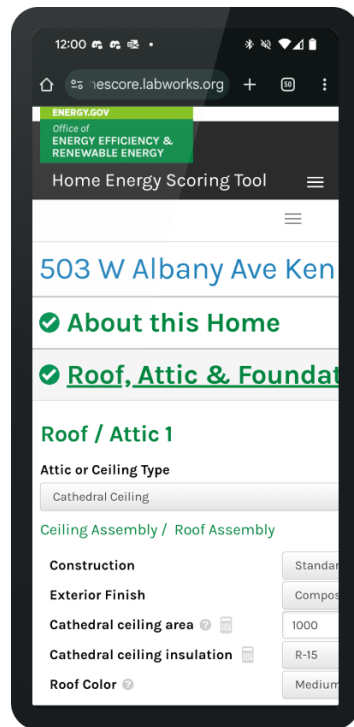 12:00
nescore.labworks.org
50
ENERGY.GOV
Office of
ENERGY EFFICIENCY &
RENEWABLE ENERGY
Home Energy Scoring Tool
503 W Albany Ave Ken
About this Home
Roof, Attic & Foundat
Roof / Attic 1
Attic or Ceiling Type
Cathedral Ceiling
Ceiling Assembly / Roof Assembly
Construction Standar
Exterior Finish Compos
Cathedral ceiling area ? 1000
Cathedral ceiling insulation R-15
Roof Color ? Medium